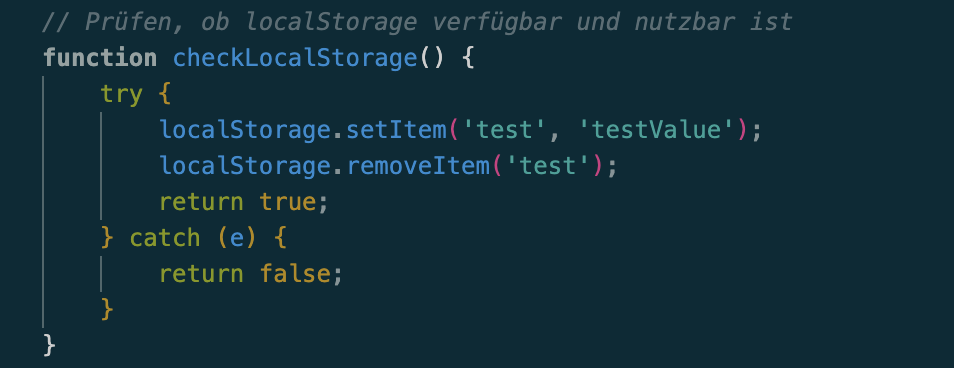 // Prüfen, ob localStorage verfügbar und nutzbar ist
function checkLocalStorage() {
    try {
        localStorage.setItem('test', 'testValue');
        localStorage.removeItem('test');
        return true;
    } catch (e) {
        return false;
    }
}